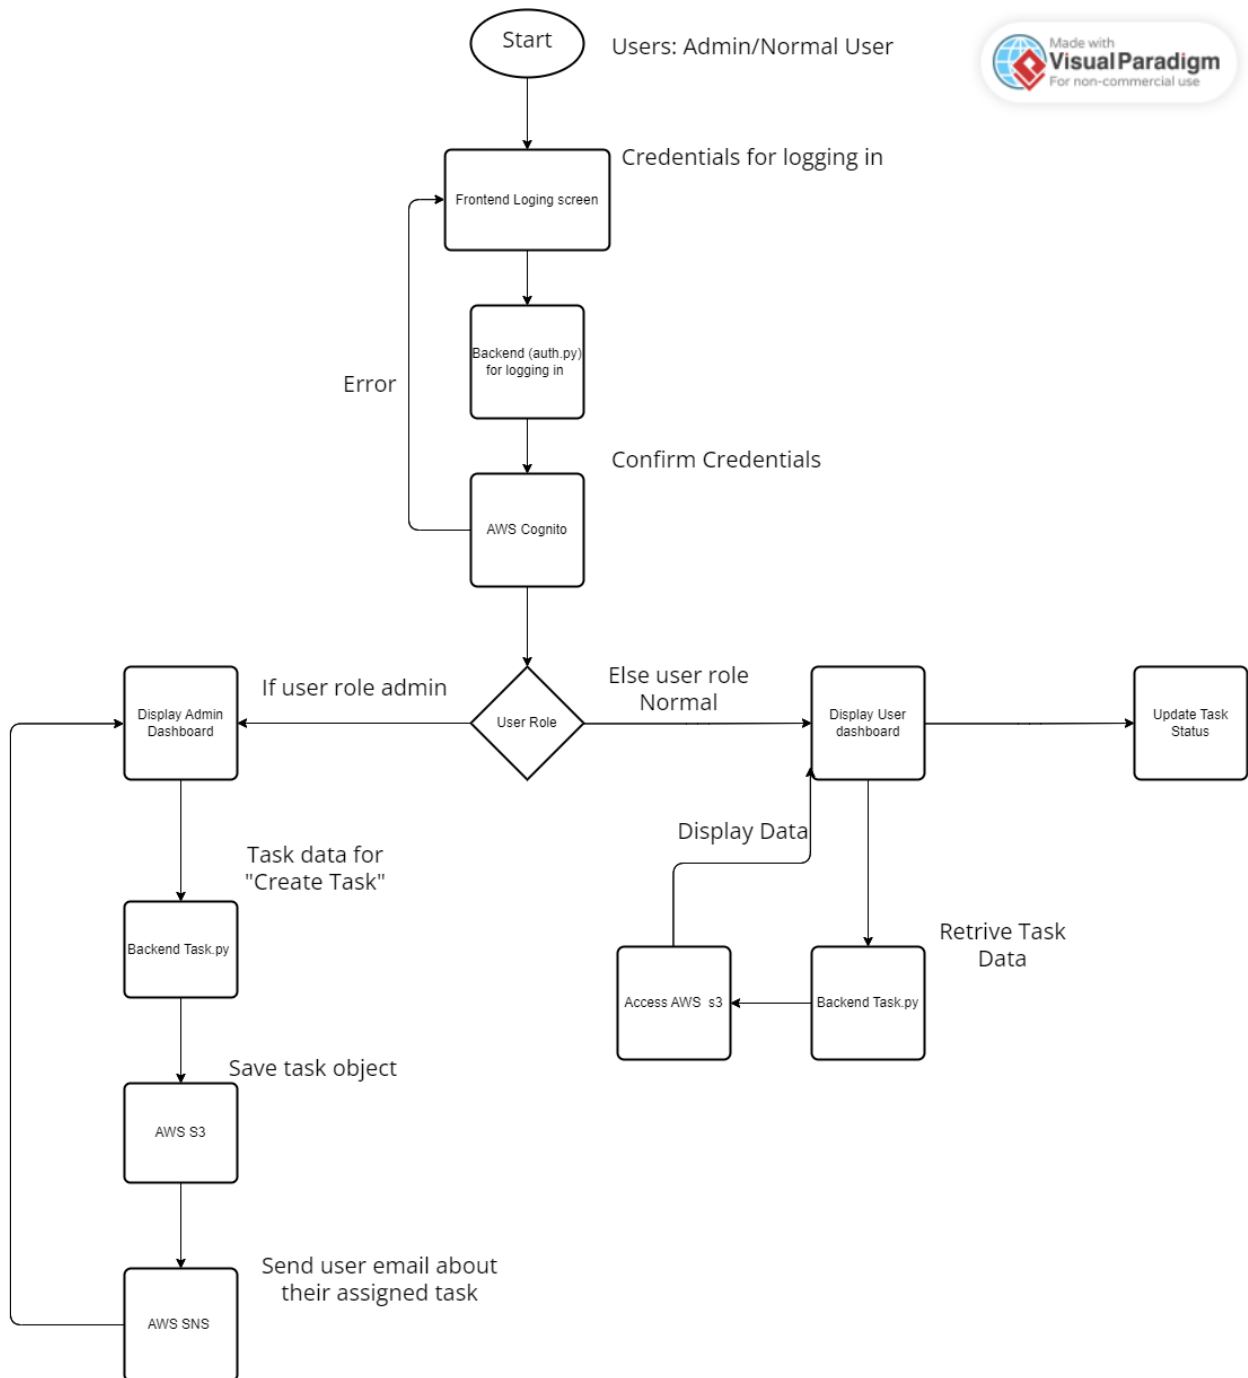 Start
Users: Admin/Normal User
Made with
VisualParadigm
For non-commercial use
Credentials for logging in
Frontend Loging screen
Backend (auth.py)
for logging in
Error
Confirm Credentials
AWS Cognito
If user role admin
Else user role
Normal
Display Admin
Dashboard
User Role
Display User
dashboard
Update Task
Status
Display Data
Task data for
"Create Task"
Backend Task.py
Retrive Task
Data
Access AWS s3
Backend Task.py
Save task object
AWS S3
Send user email about
their assigned task
AWS SNS